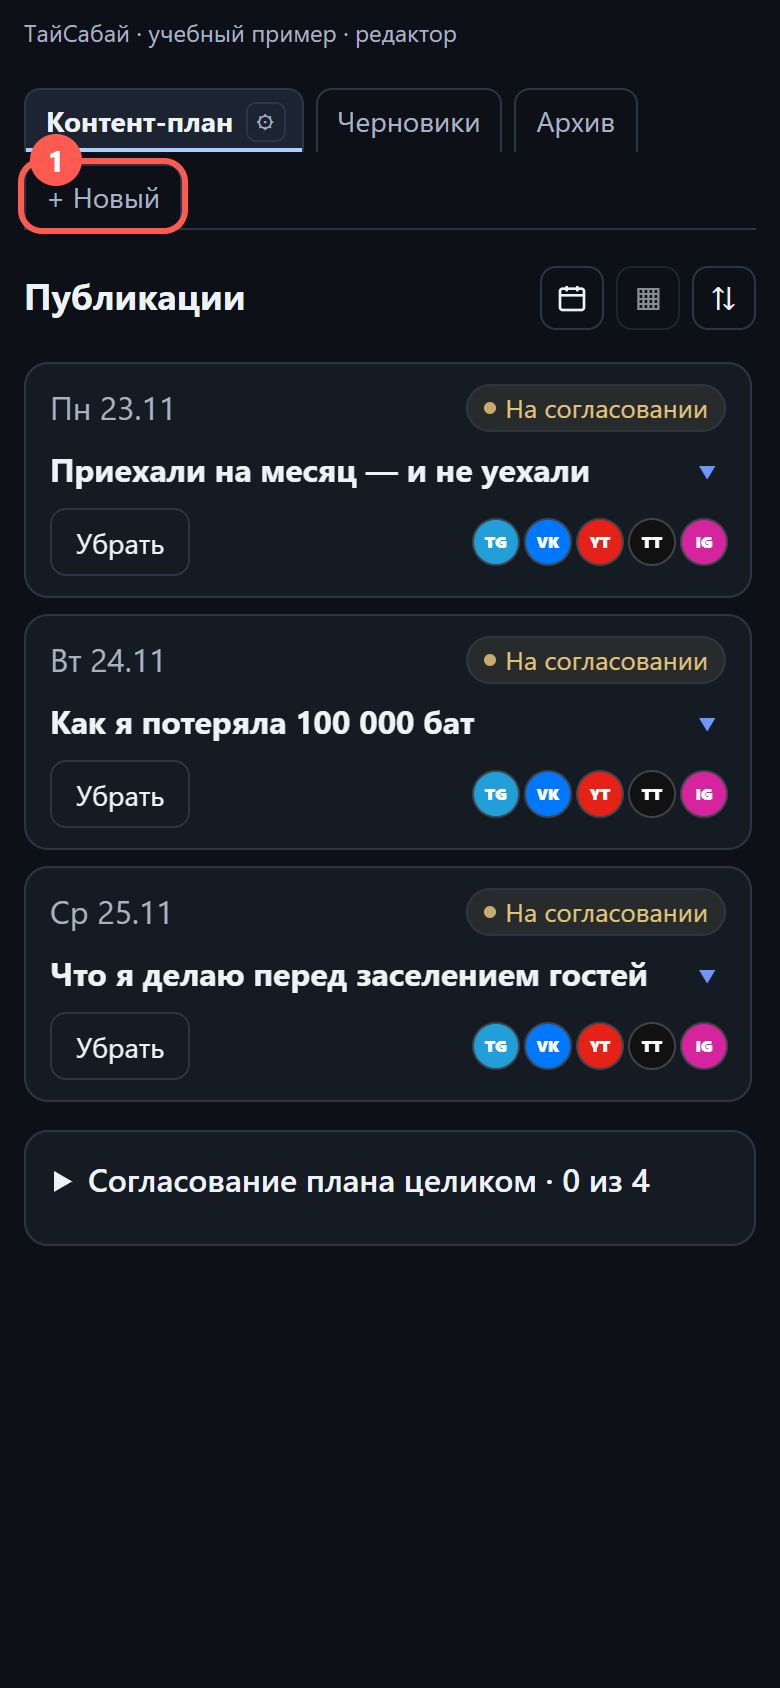 ТайСабай · учебный пример · редактор
Контент-план Черновики Архив
1
+ Новый
Публикации
Пн 23.11 На согласовании
Приехали на месяц — и не уехали
Убрать TG VK YT TT IG
Вт 24.11 На согласовании
Как я потеряла 100 000 бат
Убрать TG VK YT TT IG
Ср 25.11 На согласовании
Что я делаю перед заселением гостей
Убрать TG VK YT TT IG
Согласование плана целиком · 0 из 4